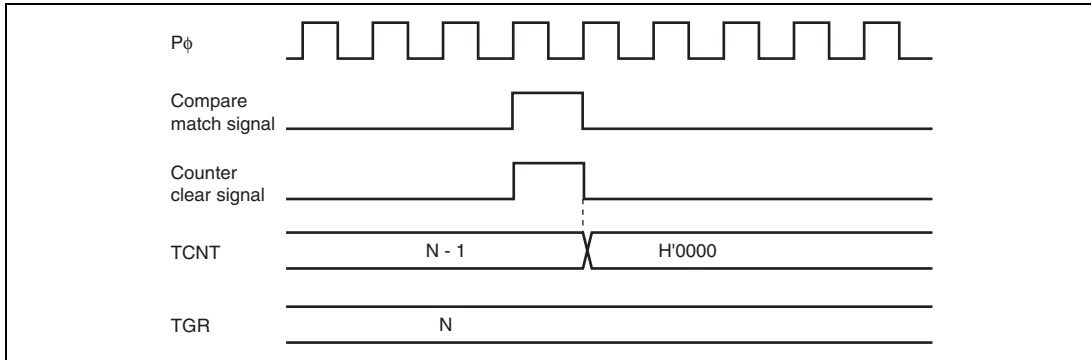 Pϕ
Compare
match signal
Counter
clear signal
TCNT
N - 1
H'0000
TGR
N